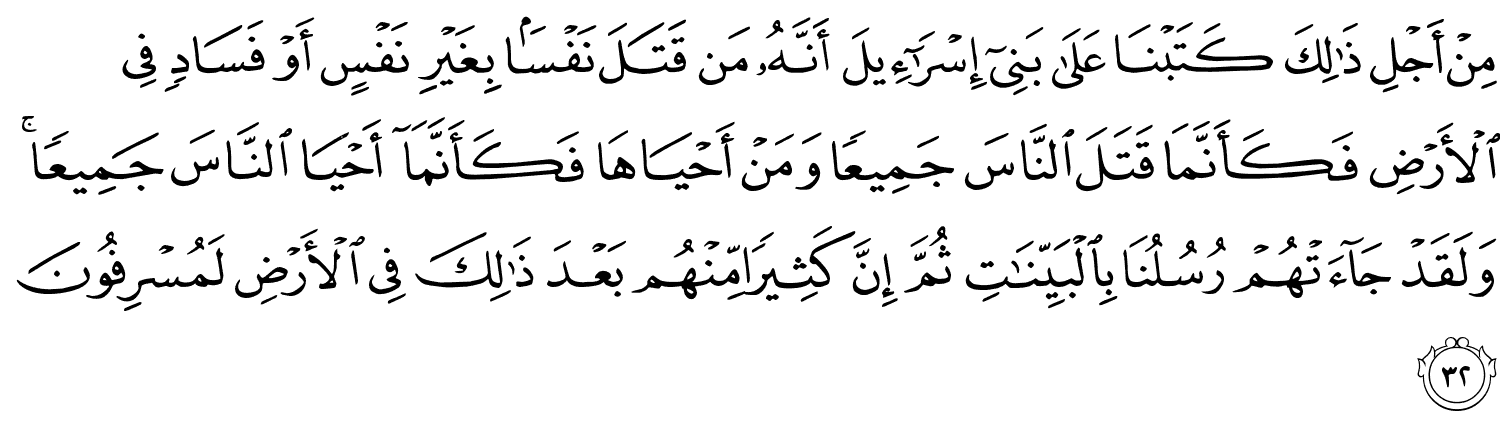 مِنۡ أَجۡلِ ذَٰلِكَ كَتَبۡنَا عَلَىٰ بَنِيٓ إِسۡرَـٰٓءِيلَ أَنَّهُۥ مَن قَتَلَ نَفۡسَۢا بِغَيۡرِ نَفۡسٍ أَوۡ فَسَادٖ فِي
ٱلۡأَرۡضِ فَكَأَنَّمَا قَتَلَ ٱلنَّاسَ جَمِيعٗا وَمَنۡ أَحۡيَاهَا فَكَأَنَّمَآ أَحۡيَا ٱلنَّاسَ جَمِيعٗاۚ
وَلَقَدۡ جَآءَتۡهُمۡ رُسُلُنَا بِٱلۡبَيِّنَٰتِ ثُمَّ إِنَّ كَثِيرٗا مِّنۡهُم بَعۡدَ ذَٰلِكَ فِي ٱلۡأَرۡضِ لَمُسۡرِفُونَ
٣٢